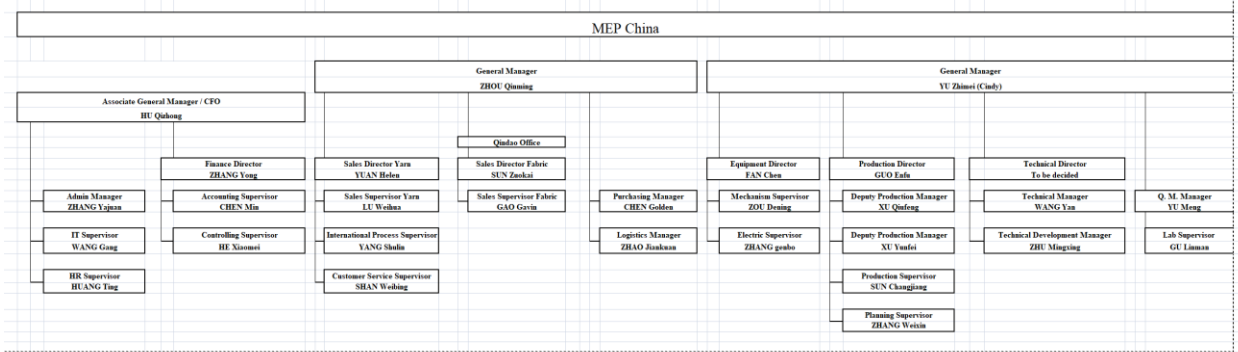 MEP China
General Manager
ZHOU Qinming
General Manager
YU Zhimei (Cindy)
Associate General Manager / CFO
HU Qizhong
Qindao Office
Finance Director
ZHANG Yong
Sales Director Yarn
YUAN Helen
Sales Director Fabric
SUN Zuokai
Equipment Director
FAN Chen
Production Director
GUO Enfu
Technical Director
To be decided
Admin Manager
ZHANG Yajuan
Accounting Supervisor
CHEN Min
Sales Supervisor Yarn
LU Weihua
Sales Supervisor Fabric
GAO Gavin
Purchasing Manager
CHEN Golden
Mechanism Supervisor
ZOU Dening
Deputy Production Manager
XU Qinfeng
Technical Manager
WANG Yan
Q. M. Manager
YU Meng
IT Supervisor
WANG Gang
Controlling Supervisor
HE Xiaomei
International Process Supervisor
YANG Shulin
Logistics Manager
ZHAO Jiankuan
Electric Supervisor
ZHANG genbo
Deputy Production Manager
XU Yunfei
Technical Development Manager
ZHU Mingxing
Lab Supervisor
GU Linman
HR Supervisor
HUANG Ting
Customer Service Supervisor
SHAN Weibing
Production Supervisor
SUN Changjiang
Planning Supervisor
ZHANG Weixin